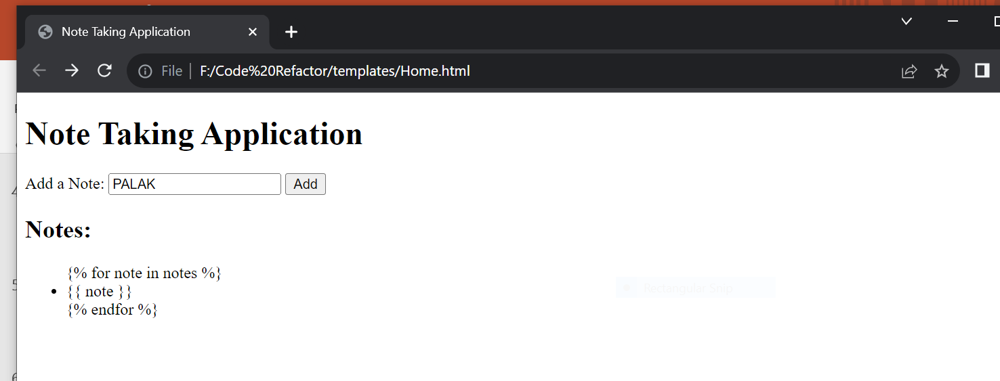 Note Taking Application
File F:/Code%20Refactor/templates/Home.html
Note Taking Application
Add a Note: PALAK Add
Notes:
{% for note in notes %}
{{ note }}
{% endfor %}
Rectangular Snip
5